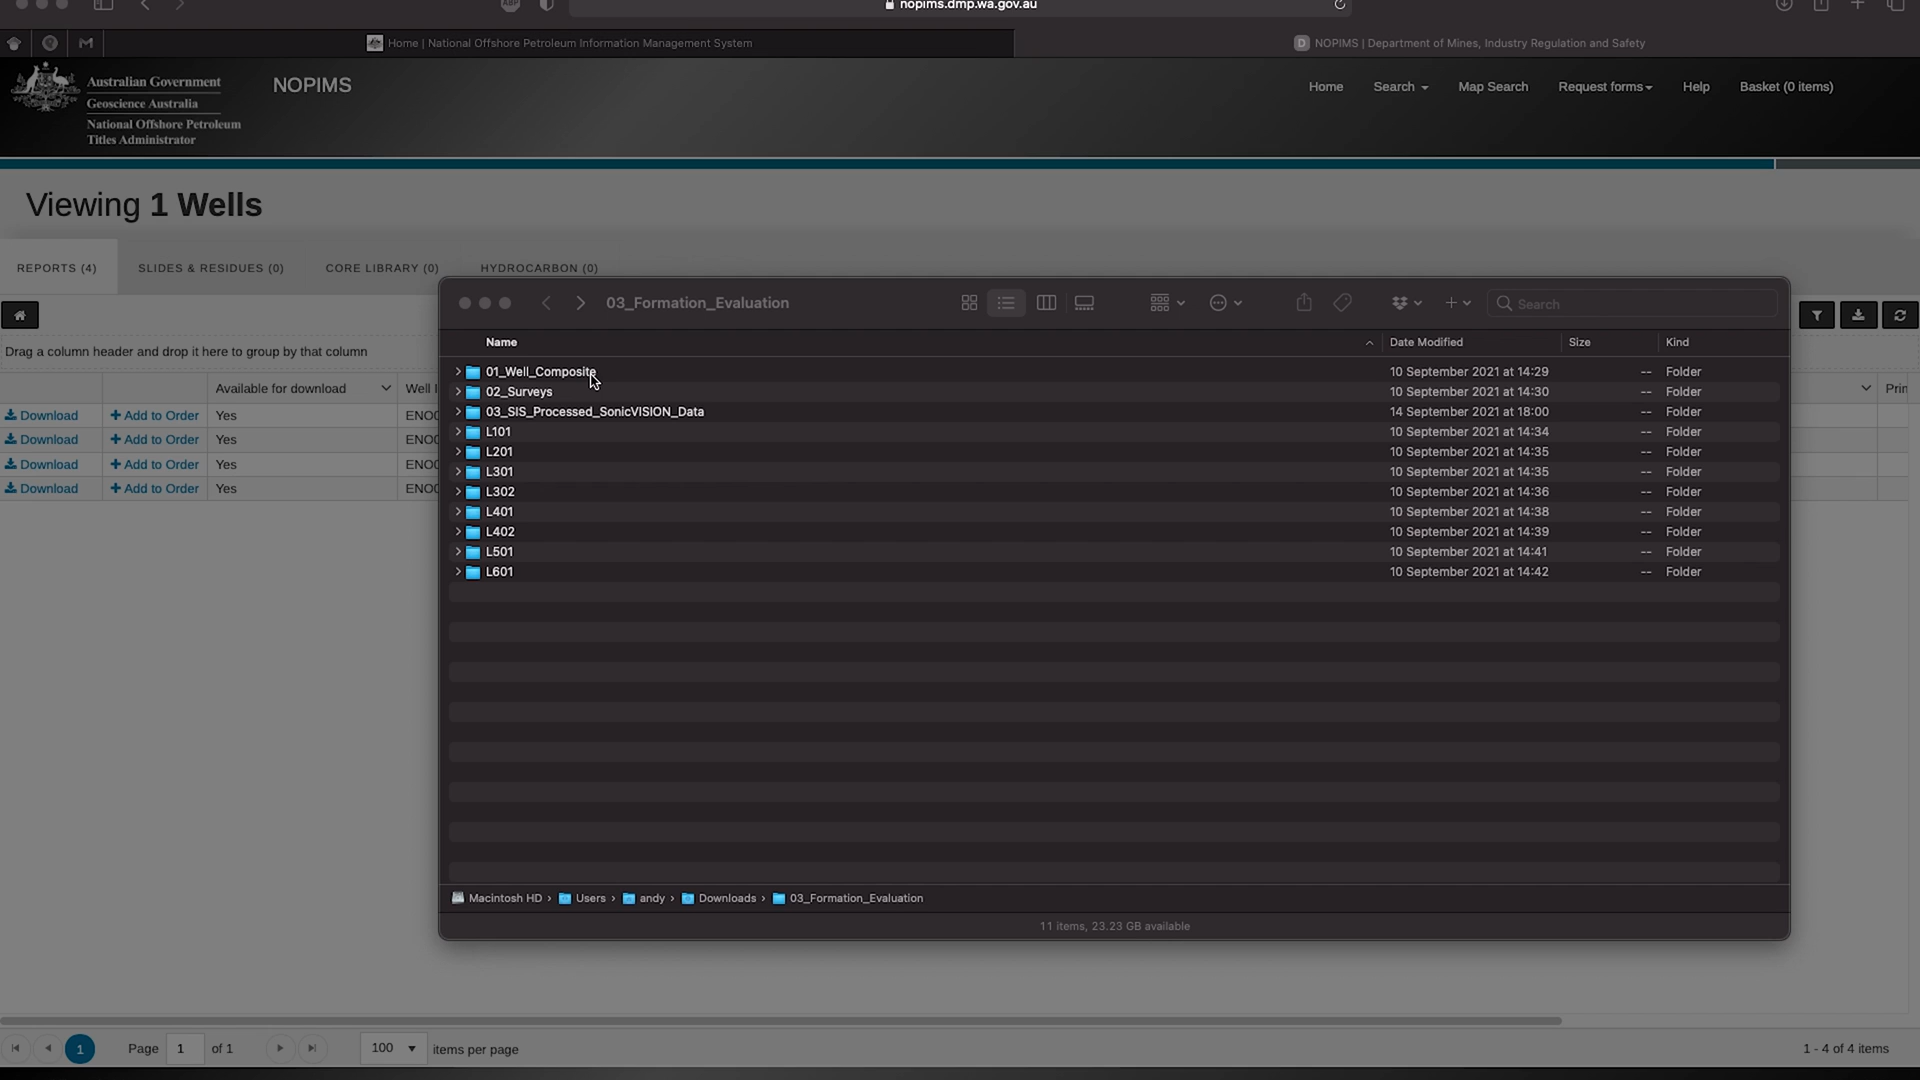 nopims.dmp.wa.gov.au
Home | National Offshore Petroleum Information Management System
D NOPIMS | Department of Mines, Industry Regulation and Safety
Australian Government
Geoscience Australia
National Offshore Petroleum
Titles Administrator
NOPIMS
Home Search Map Search Request forms Help Basket (0 items)
Viewing 1 Wells
REPORTS (4) SLIDES & RESIDUES (0) CORE LIBRARY (0) HYDROCARBON (0)
Drag a column header and drop it here to group by that column
Available for download Well
Download + Add to Order Yes ENO
Download + Add to Order Yes ENO
Download + Add to Order Yes ENO
Download + Add to Order Yes ENO
03_Formation_Evaluation
Search
Name Date Modified Size Kind
01_Well_Composite 10 September 2021 at 14:29 -- Folder
02_Surveys 10 September 2021 at 14:30 -- Folder
03_SIS_Processed_SonicVISION_Data 14 September 2021 at 18:00 -- Folder
L101 10 September 2021 at 14:34 -- Folder
L201 10 September 2021 at 14:35 -- Folder
L301 10 September 2021 at 14:35 -- Folder
L302 10 September 2021 at 14:36 -- Folder
L401 10 September 2021 at 14:38 -- Folder
L402 10 September 2021 at 14:39 -- Folder
L501 10 September 2021 at 14:41 -- Folder
L601 10 September 2021 at 14:42 -- Folder
Macintosh HD › Users › andy › Downloads › 03_Formation_Evaluation
11 items, 23.23 GB available
1 Page 1 of 1 100 items per page 1 - 4 of 4 items